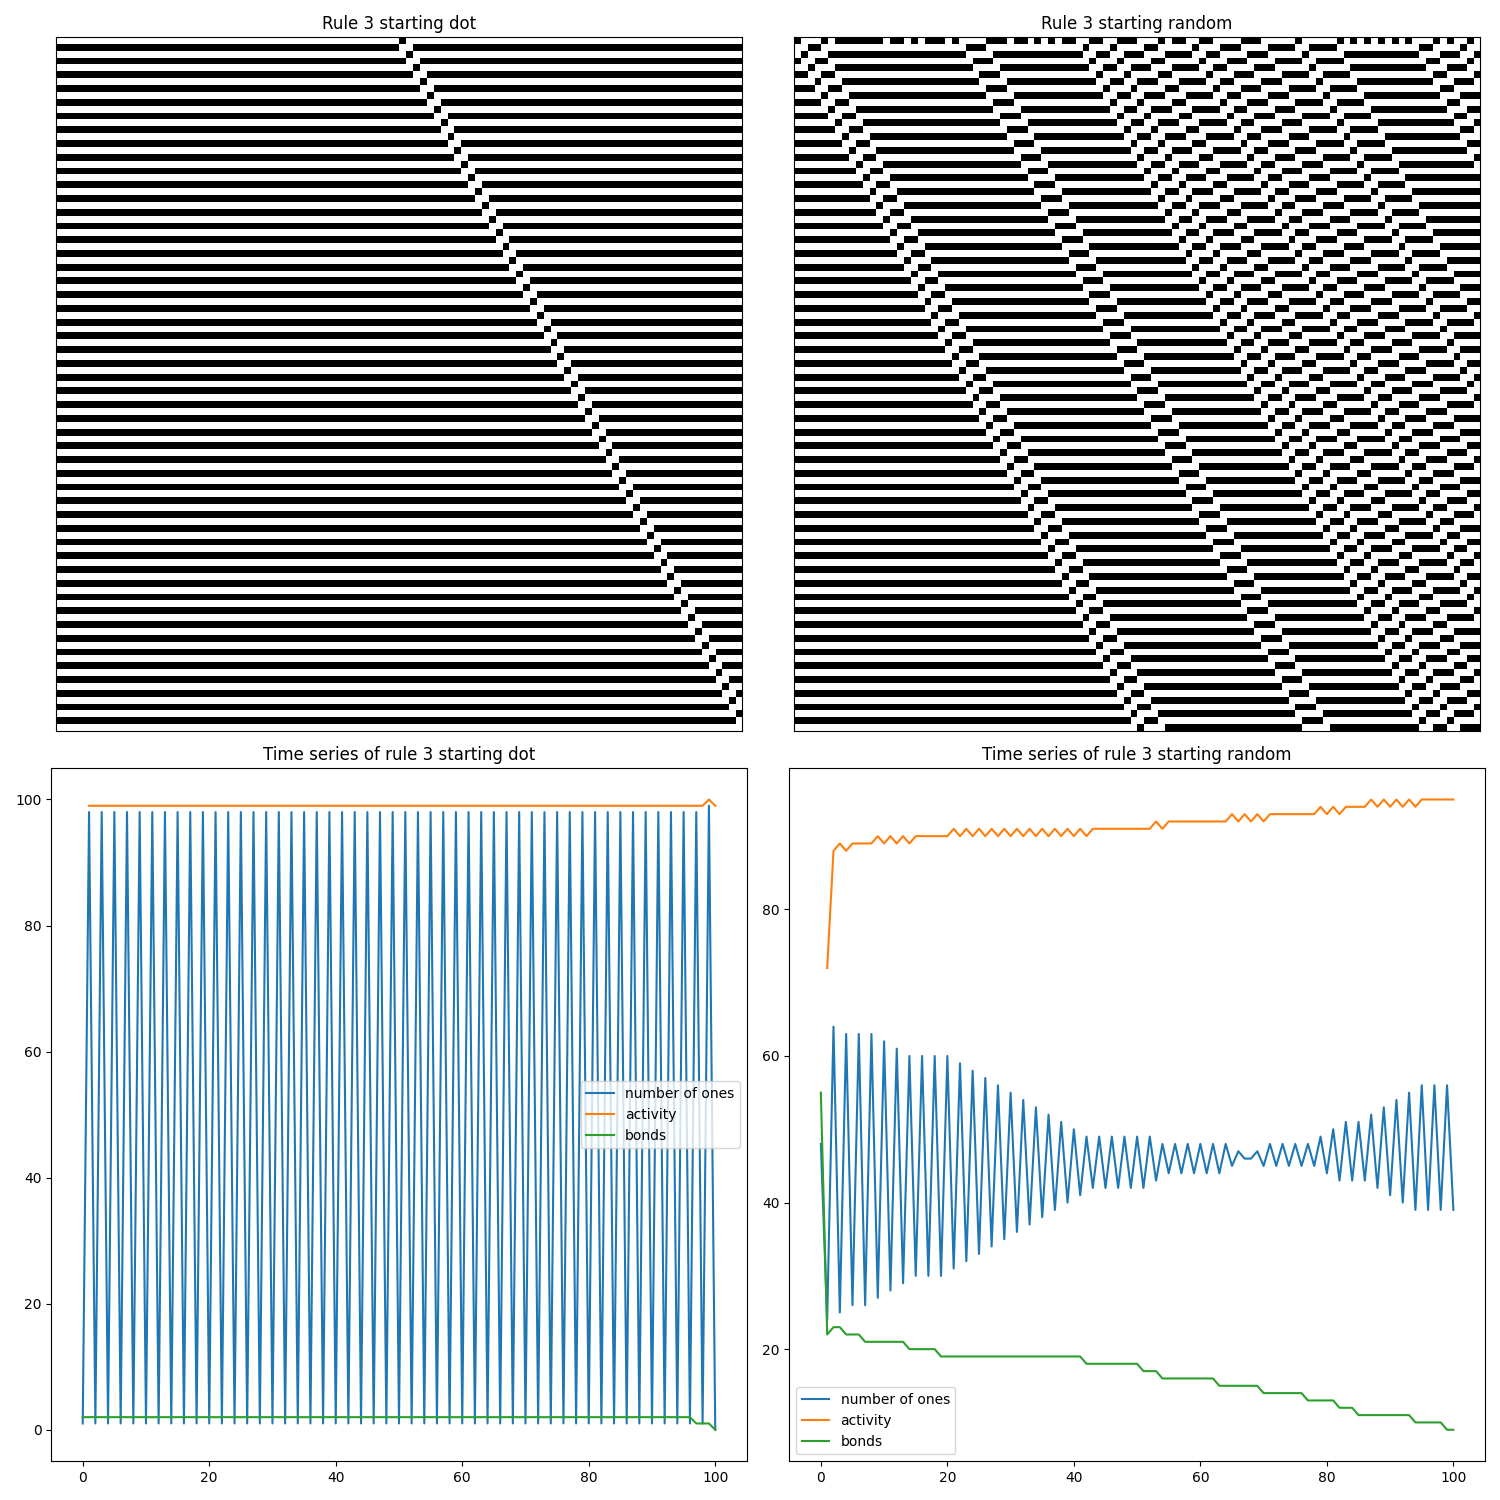 Rule 3 starting dot
Rule 3 starting random
Time series of rule 3 starting dot
100
80
60
40
20
0
number of ones
activity
bonds
0 20 40 60 80 100
Time series of rule 3 starting random
80
60
40
20
number of ones
activity
bonds
0 20 40 60 80 100